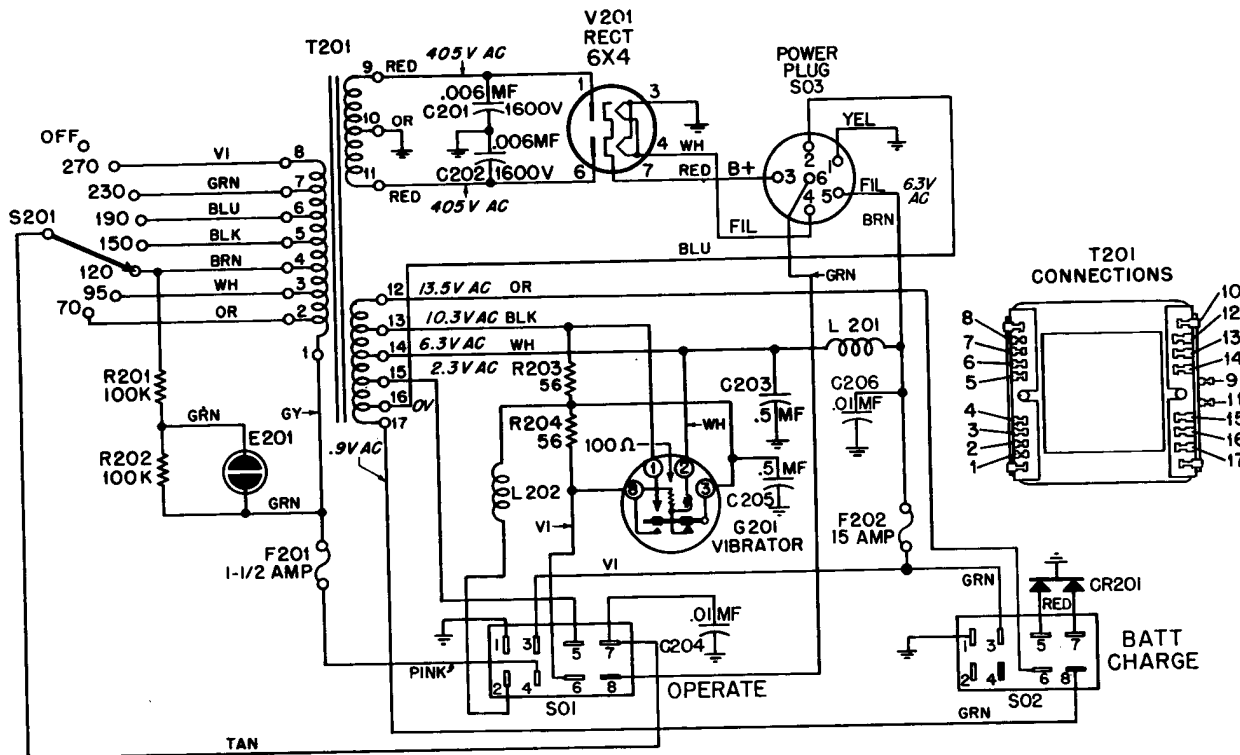 V201
RECT
6X4
T201
405V AC
9 RED
10 OR
11 RED
405V AC
.006 MF
C201 1600V
.006MF
C202 1600V
1
3
4
6
7
WH
RED
B+
POWER
PLUG
SO3
YEL
2
1
3
6
5
4
FIL
6.3V
AC
BRN
FIL
BLU
GRN
OFF
270
VI
8
7
230
GRN
190
BLU
6
S201
150
BLK
5
120
BRN
4
95
WH
3
70
OR
2
1
12 13.5V AC OR
13 10.3V AC BLK
14 6.3V AC WH
15 2.3V AC
16 0V
17
.9V AC
R203
56
R204
56
100Ω
L 201
C203
.5 MF
C206
.01 MF
WH
.5 MF
C205
1
2
3
L202
VI
G201
VIBRATOR
F202
15 AMP
R201
100K
R202
100K
GRN
E201
GRN
GY
F201
1-1/2 AMP
VI
PINK
1
3
5
7
2
4
6
8
SO1
OPERATE
.01 MF
C204
GRN
RED
CR201
1
3
5
7
2
4
6
8
SO2
BATT
CHARGE
GRN
TAN
T201
CONNECTIONS
8
7
6
5
4
3
2
1
10
12
13
14
9
11
15
16
17